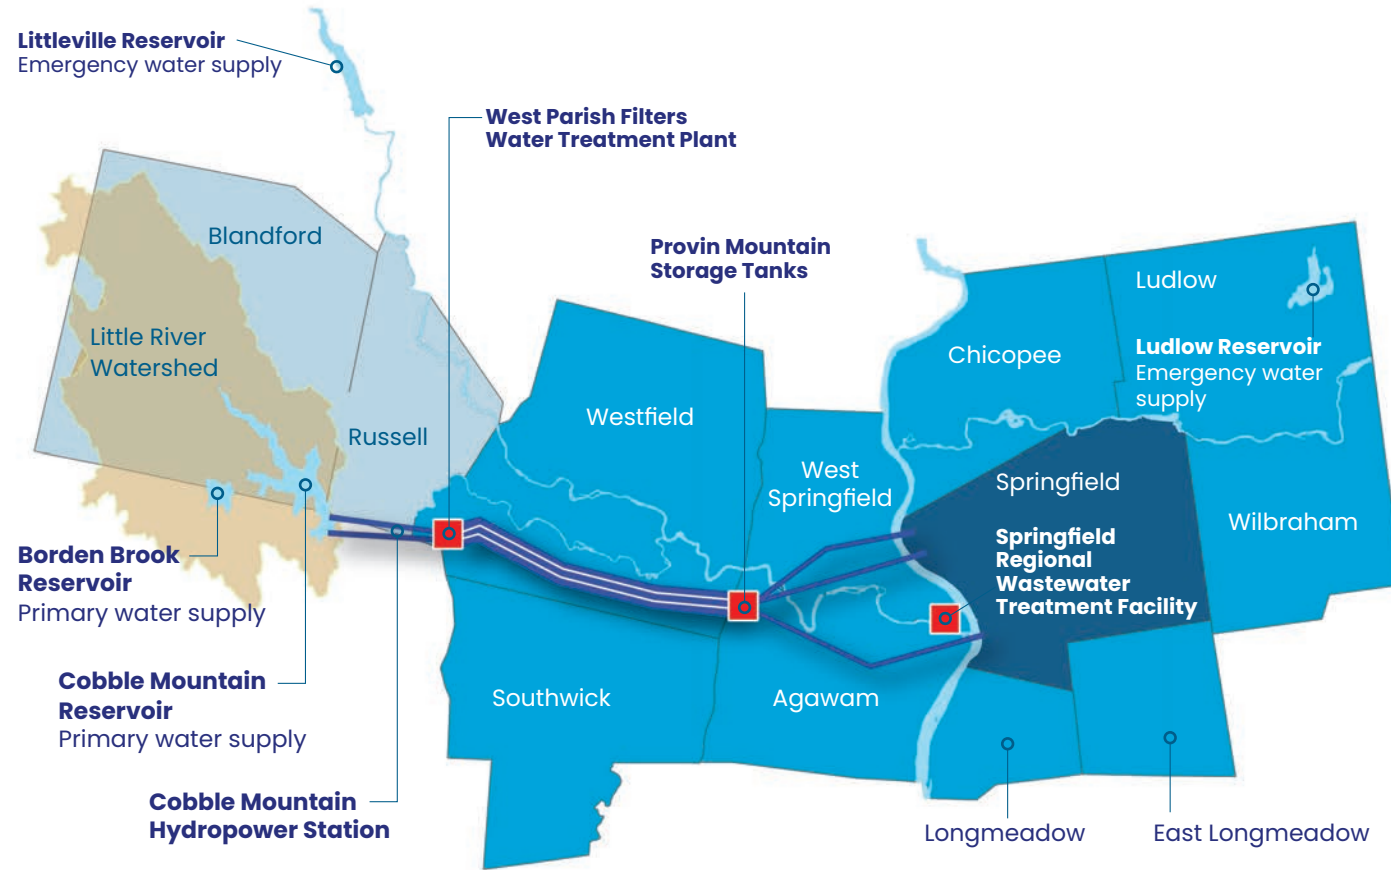 Littleville Reservoir
Emergency water supply
West Parish Filters
Water Treatment Plant
Blandford
Provin Mountain
Storage Tanks
Ludlow
Little River
Watershed
Ludlow Reservoir
Emergency water
supply
Chicopee
Westfield
Russell
West
Springfield
Springfield
Wilbraham
Springfield
Regional
Wastewater
Treatment Facility
Borden Brook
Reservoir
Primary water supply
Cobble Mountain
Reservoir
Primary water supply
Southwick
Agawam
Cobble Mountain
Hydropower Station
Longmeadow
East Longmeadow